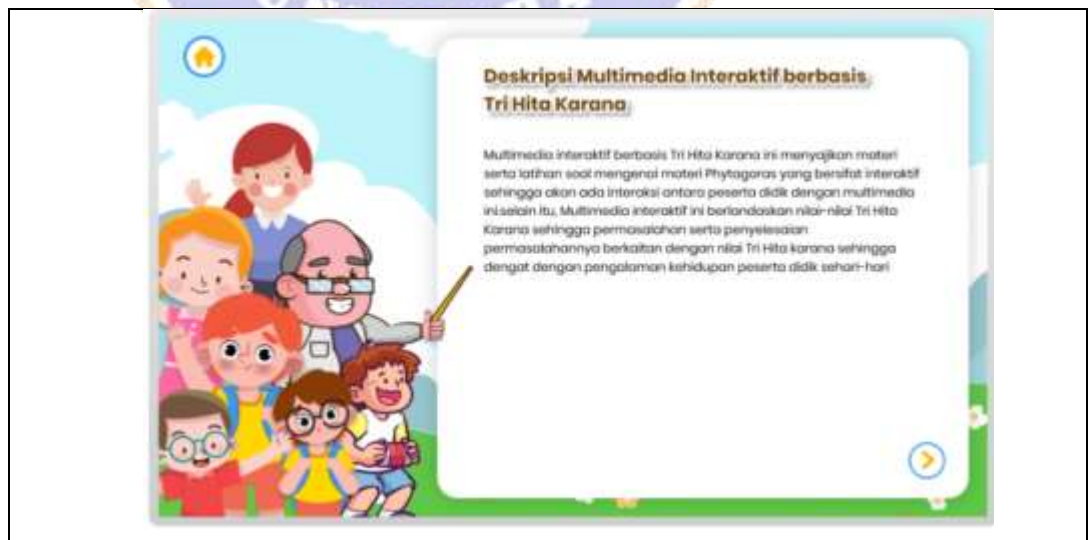 Deskripsi Multimedia Interaktif berbasis
Tri Hita Karana
Multimedia interaktif berbasis Tri Hita Karana ini menyajikan materi
serta latihan soal mengenai materi Phytagoras yang bersifat interaktif
sehingga akan ada interaksi antara peserta didik dengan multimedia
ini.selain itu, Multimedia interaktif ini berlandaskan nilai-nilai Tri Hita
Karana sehingga permasalahan serta penyelesaian
permasalahannya berkaitan dengan nilai Tri Hita karana sehingga
dengat dengan pengalaman kehidupan peserta didik sehari-hari